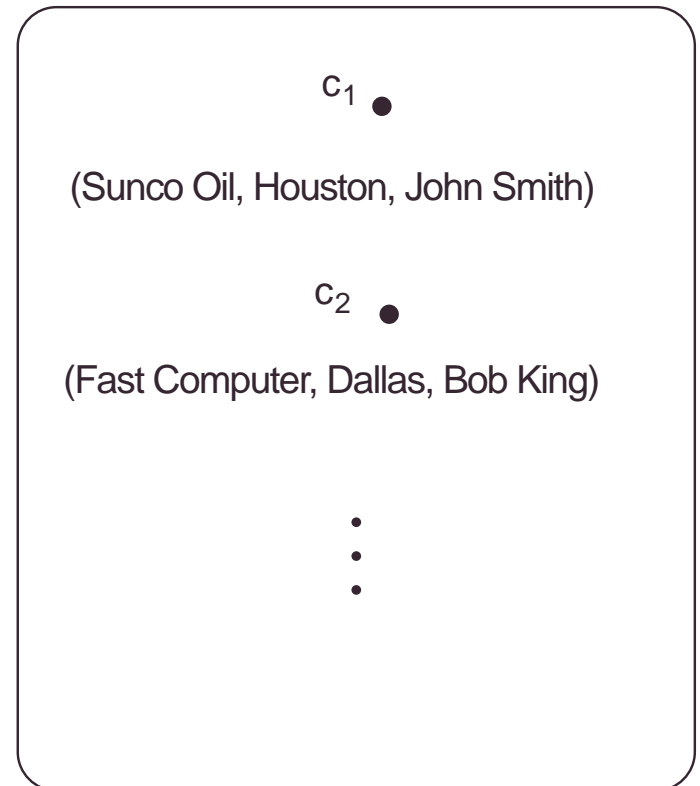 c₁
(Sunco Oil, Houston, John Smith)
c₂
(Fast Computer, Dallas, Bob King)